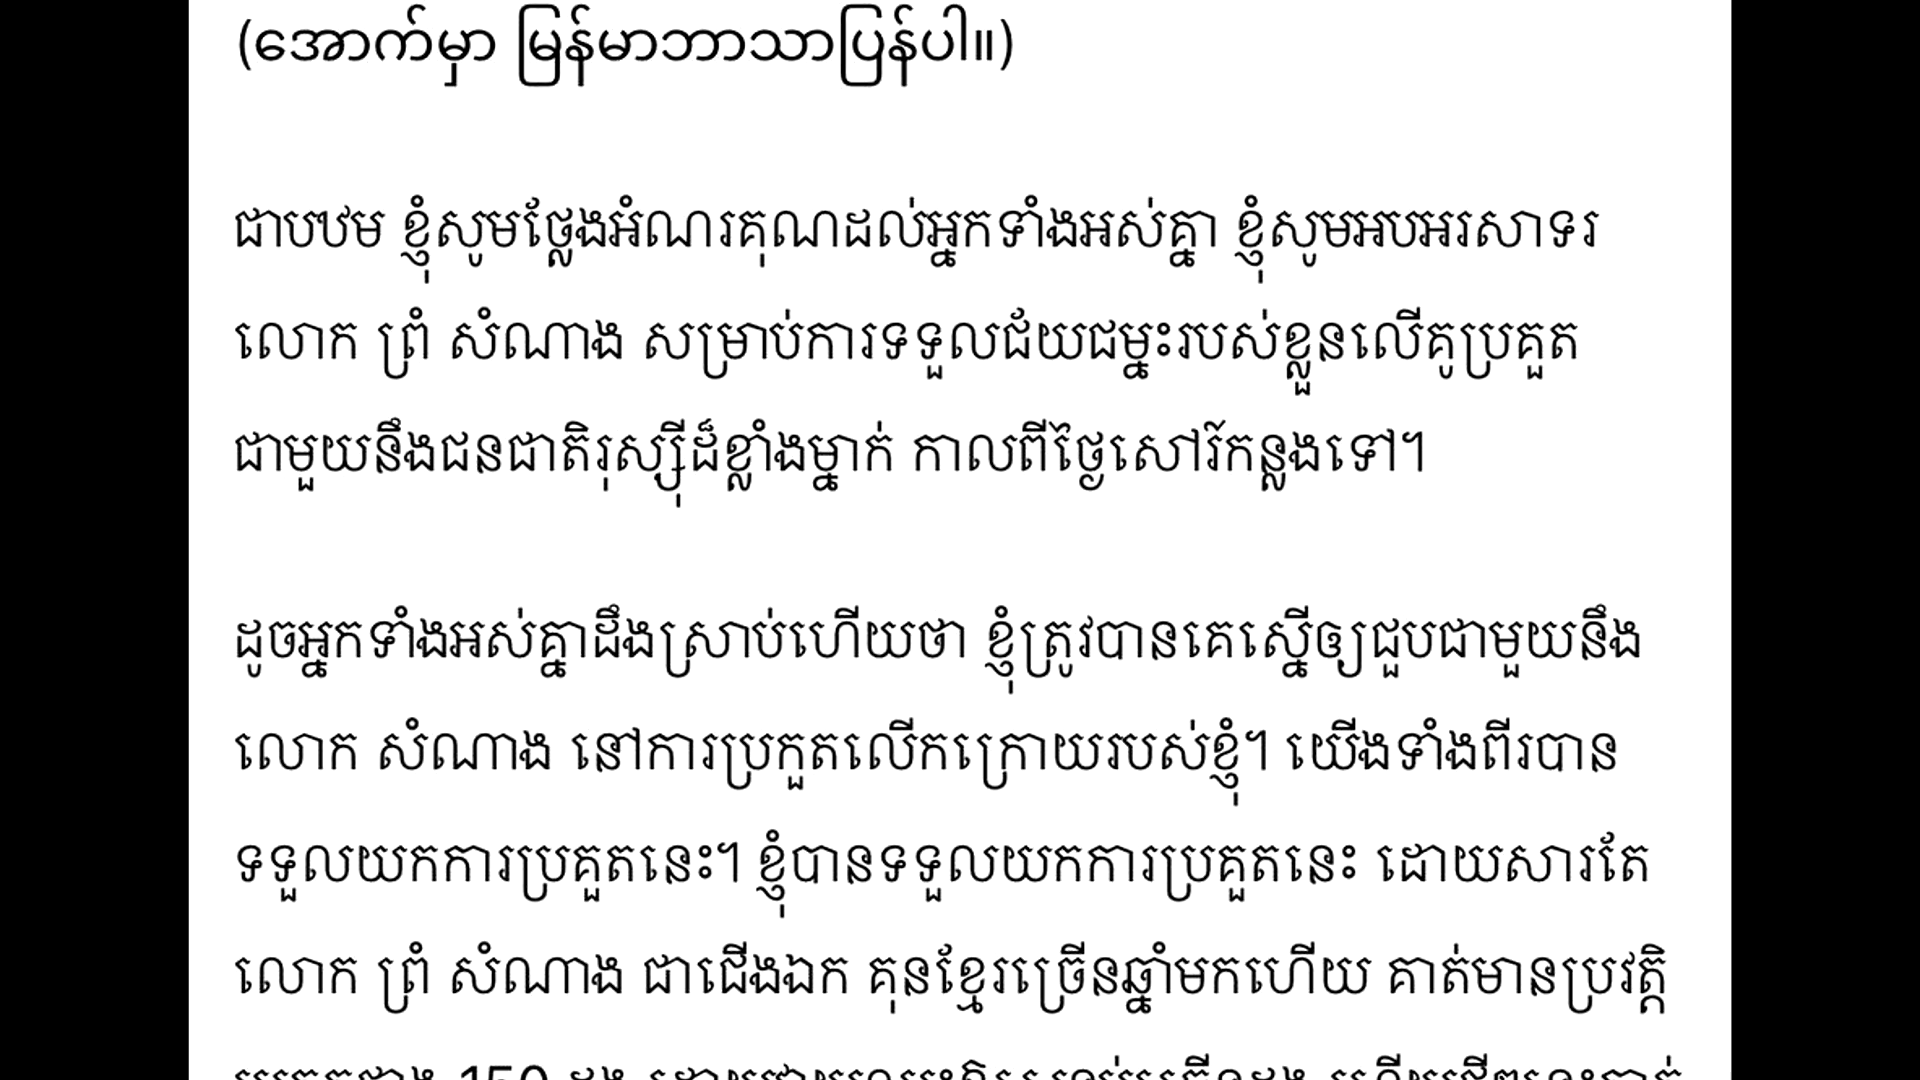 (အောက်မှာ မြန်မာဘာသာပြန်ပါ။)
ជាបឋម ខ្ញុំសូមថ្លែងអំណរគុណដល់អ្នកទាំងអស់គ្នា ខ្ញុំសូមអបអរសាទរ
លោក ព្រំ សំណាង សម្រាប់ការទទួលជ័យជម្នះរបស់ខ្លួនលើគូប្រគួត
ជាមួយនឹងជនជាតិរុស្ស៊ីដ៏ខ្លាំងម្នាក់ កាលពីថ្ងៃសៅរ៍កន្លងទៅ។
ដូចអ្នកទាំងអស់គ្នាដឹងស្រាប់ហើយថា ខ្ញុំត្រូវបានគេស្នើឲ្យជួបជាមួយនឹង
លោក សំណាង នៅការប្រកួតលើកក្រោយរបស់ខ្ញុំ។ យើងទាំងពីរបាន
ទទួលយកការប្រគួតនេះ។ ខ្ញុំបានទទួលយកការប្រគួតនេះ ដោយសារតែ
លោក ព្រំ សំណាង ជាជើងឯក គុនខ្មែរច្រើនឆ្នាំមកហើយ គាត់មានប្រវត្តិ